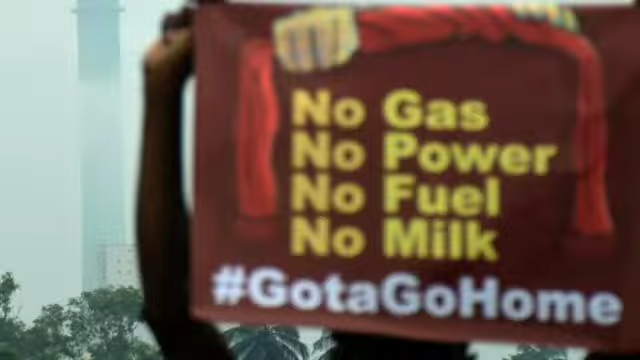 No Gas
No Power
No Fuel
No Milk
#GotaGoHome